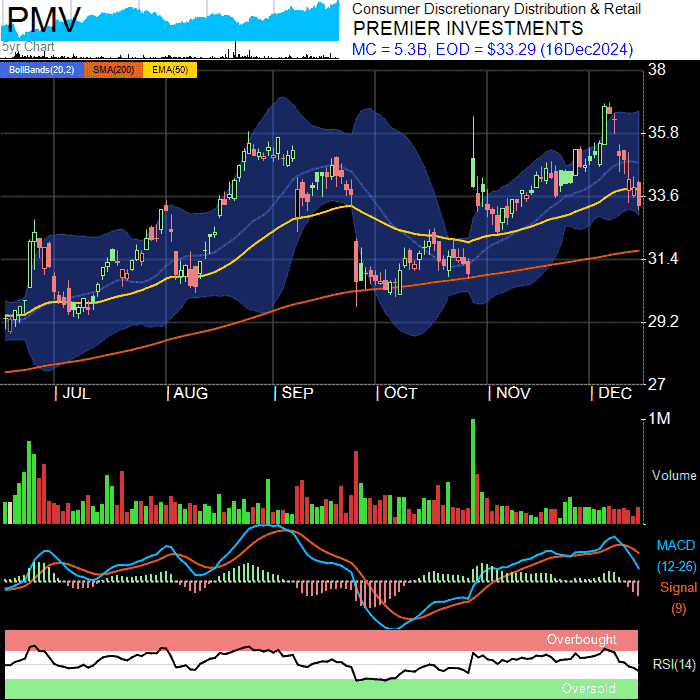 PMV
5yr Chart
Consumer Discretionary Distribution & Retail
PREMIER INVESTMENTS
MC = 5.3B, EOD = $33.29 (16Dec2024)
BollBands(20,2) SMA(200) EMA(50)
38
35.8
33.6
31.4
29.2
27
| JUL | AUG | SEP | OCT | NOV | DEC
1M
Volume
MACD
(12-26)
Signal
(9)
Overbought
RSI(14)
Oversold